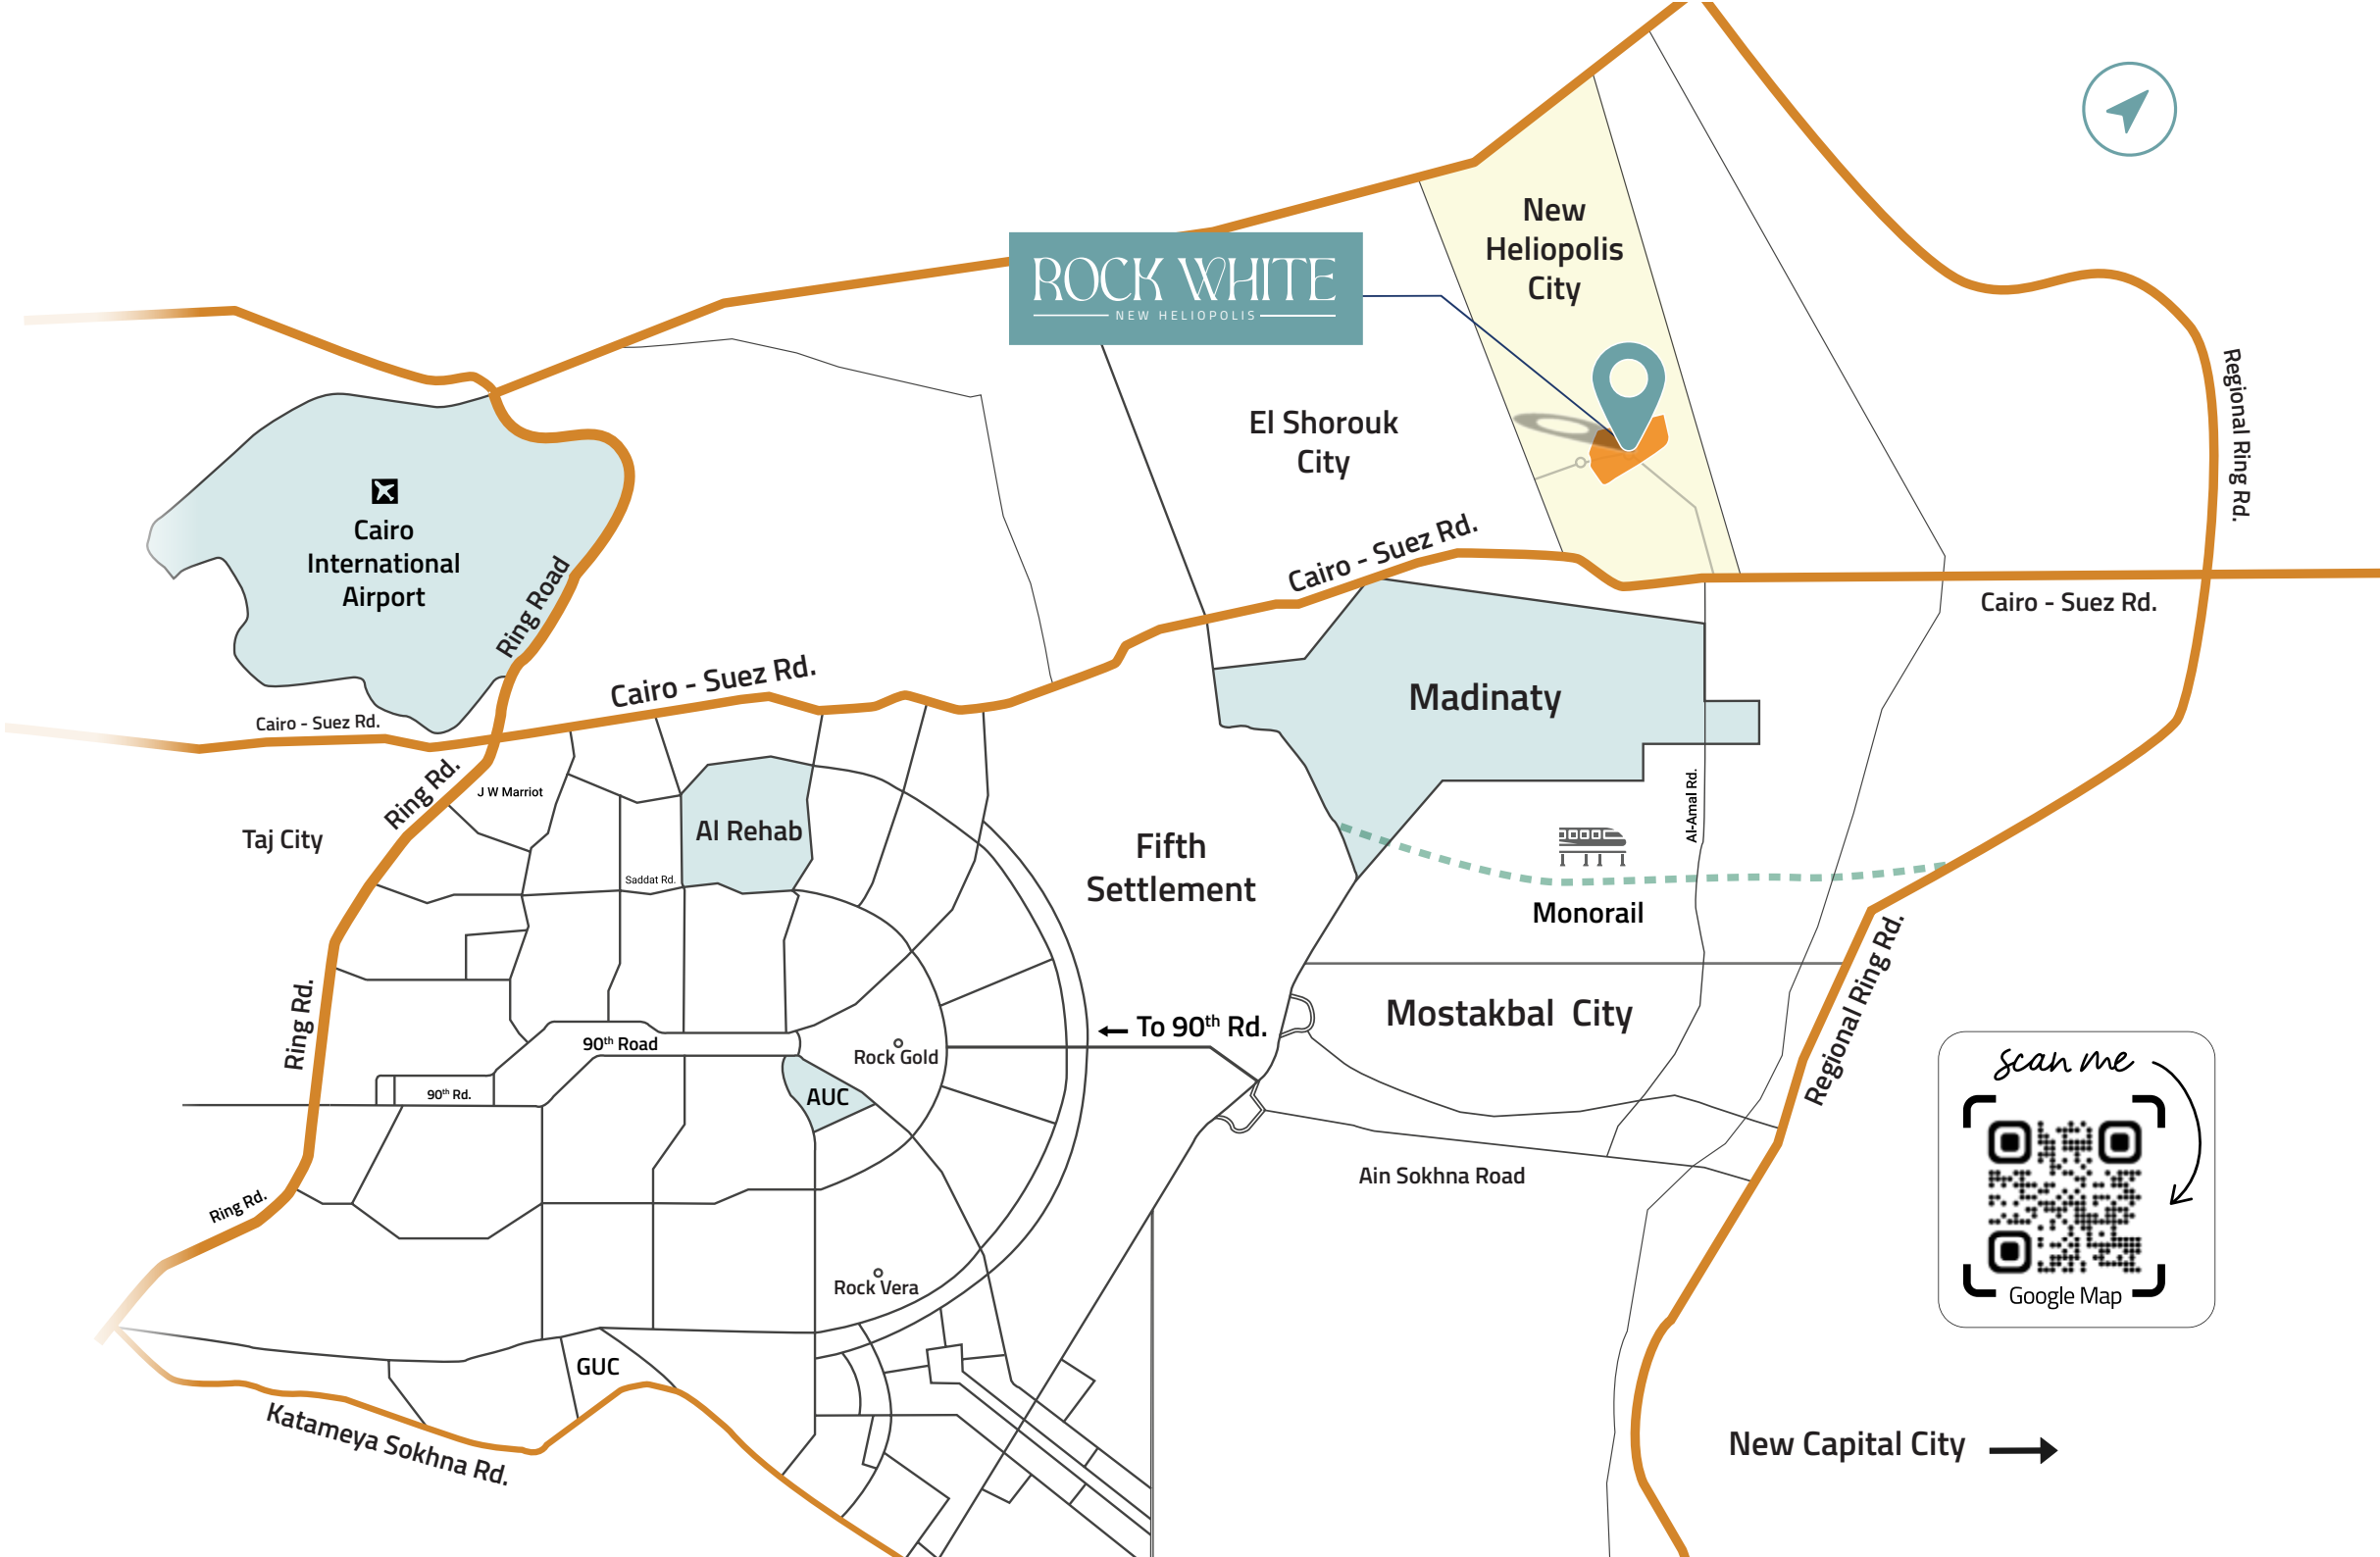 New
Heliopolis
City
ROCK WHITE
NEW HELIOPOLIS
El Shorouk
City
Regional Ring Rd.
Cairo
International
Airport
Ring Road
Cairo - Suez Rd.
Cairo - Suez Rd.
Cairo - Suez Rd.
Cairo - Suez Rd.
Madinaty
Ring Rd.
J W Marriot
Taj City
Al Rehab
Al-Amal Rd.
Fifth
Settlement
Saddat Rd.
Monorail
Ring Rd.
Mostakbal City
Regional Ring Rd.
To 90th Rd.
90th Road
Rock Gold
90th Rd.
AUC
scan me
Ain Sokhna Road
Ring Rd.
Rock Vera
Google Map
GUC
Katameya Sokhna Rd.
New Capital City